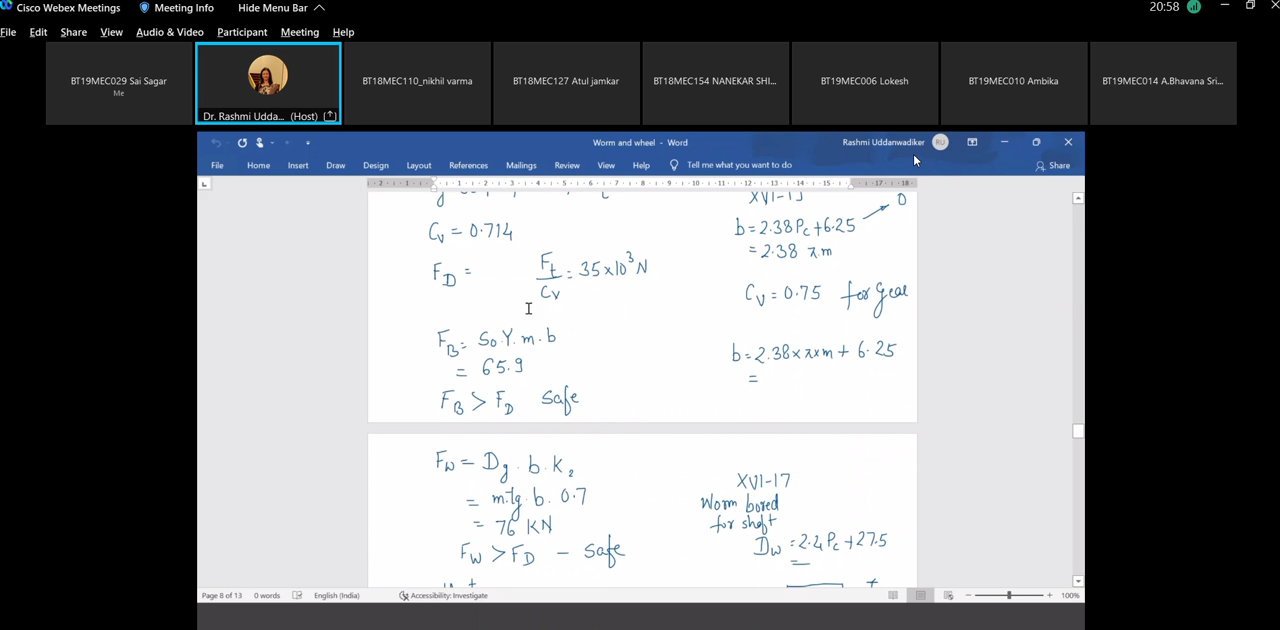 Cisco Webex Meetings Meeting Info Hide Menu Bar 20:58
File Edit Share View Audio & Video Participant Meeting Help
BT19MEC029 Sai Sagar
Me
Dr. Rashmi Udda... (Host)
BT18MEC110_nikhil varma
BT18MEC127 Atul jamkar
BT18MEC154 NANEKAR SHI...
BT19MEC006 Lokesh
BT19MEC010 Ambika
BT19MEC014 A.Bhavana Sri...
Worm and wheel - Word Rashmi Uddanwadiker RU
File Home Insert Draw Design Layout References Mailings Review View Help Tell me what you want to do Share
XVI-13
Cv = 0.714
FD = Ft/Cv = 35x10³ N
FB = So.Y.m.b
= 65.9
FB > FD safe
b = 2.38Pc + 6.25 → 0
= 2.38 πm
Cv = 0.75 for gear
b = 2.38 x π x m + 6.25
=
Fw = Dg . b . K2
= m.tg . b . 0.7
= 76 KN
Fw > FD – safe
XVI-17
Worm bored
for shaft
Dw = 2.4 Pc + 27.5
Page 8 of 13 0 words English (India) Accessibility: Investigate 100%